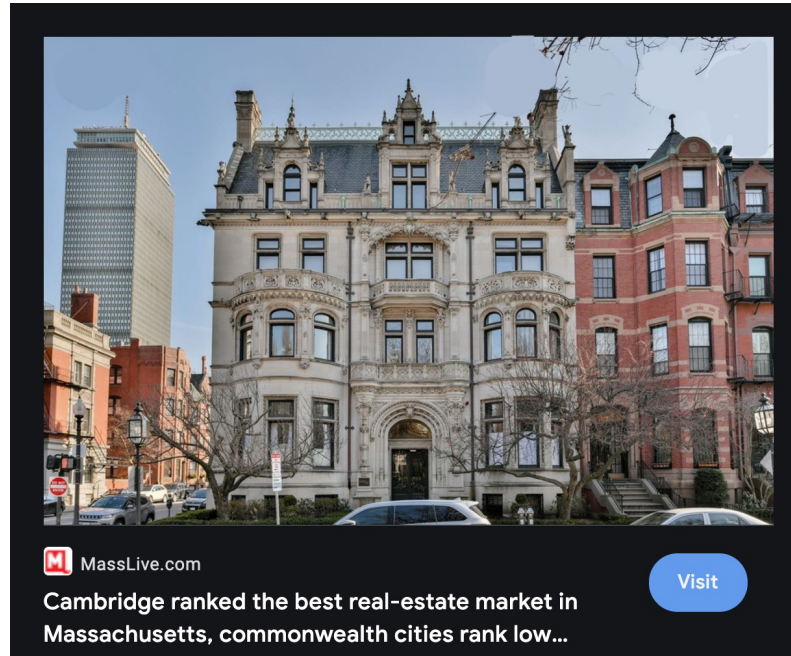 MassLive.com
Visit
Cambridge ranked the best real-estate market in
Massachusetts, commonwealth cities rank low...